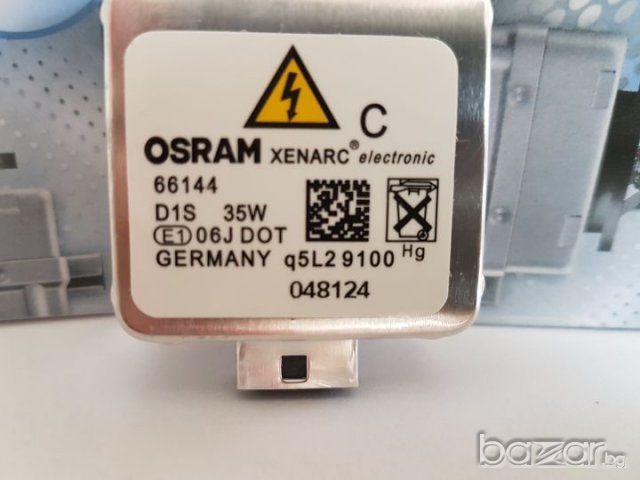 C
OSRAM XENARC® electronic
66144
D1S 35W
E1 06J DOT
GERMANY q5L2 9100 Hg
048124
bazar.bg